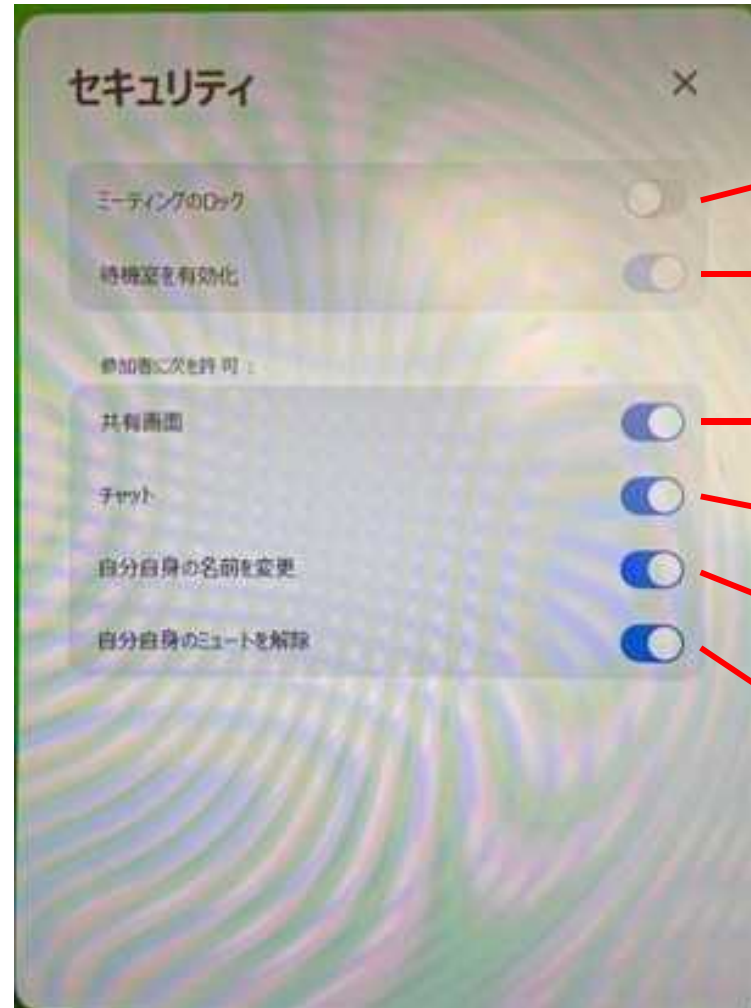 セキュリティ
ミーティングのロック
待機室を有効化
参加者に次を許可：
共有画面
チャット
自分自身の名前を変更
自分自身のミュートを解除